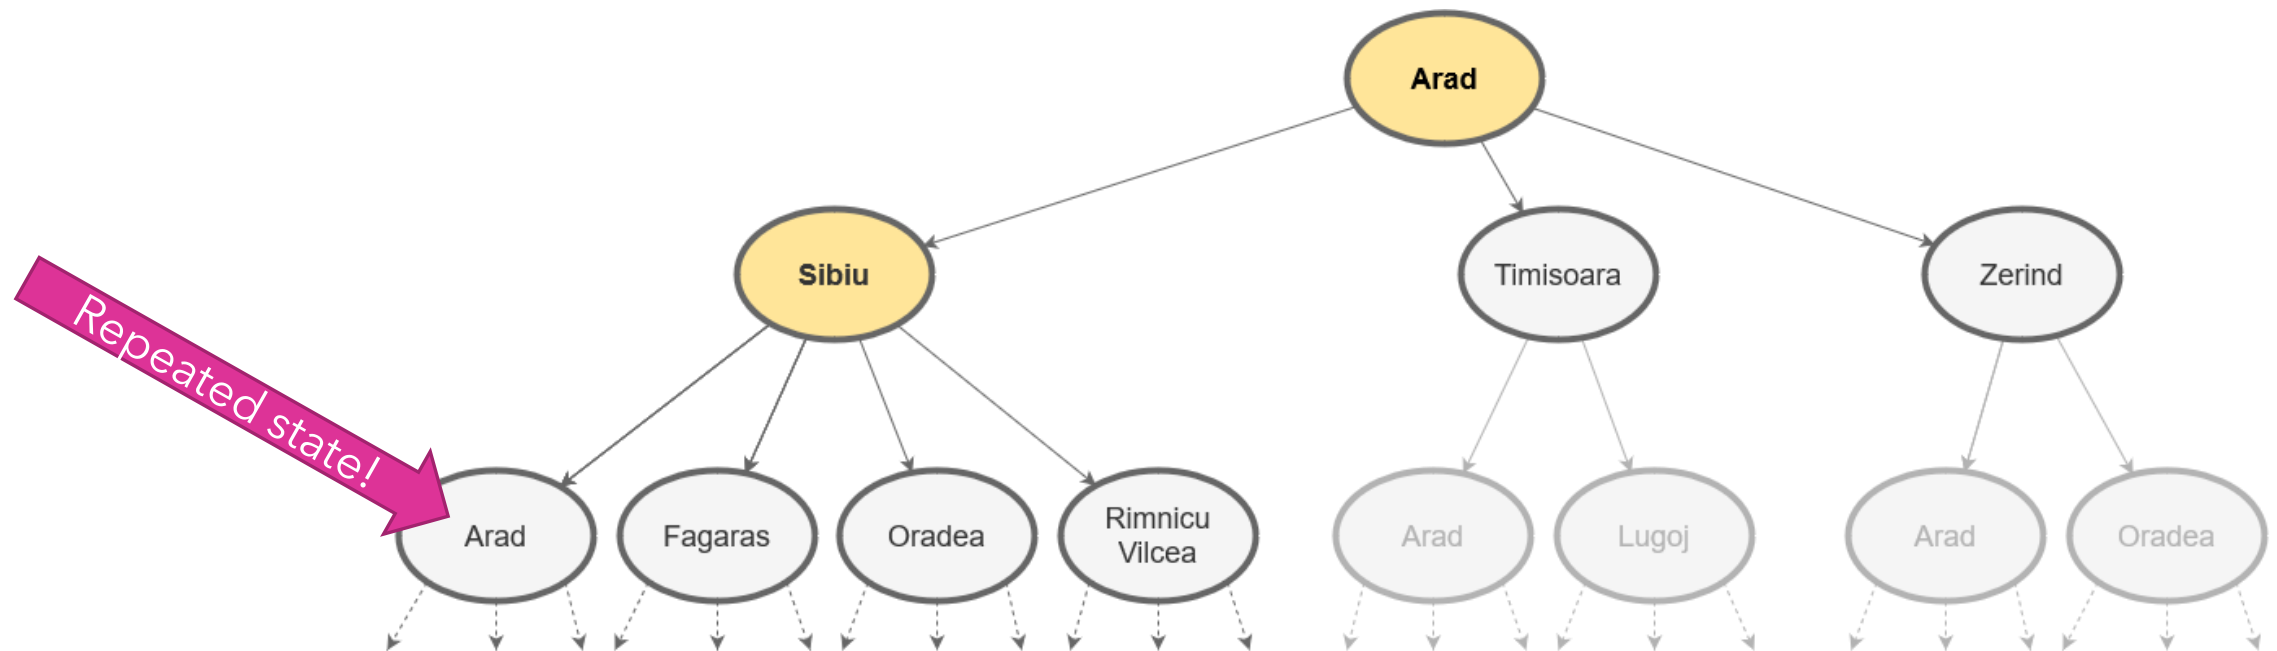 Arad
Sibiu
Timisoara
Zerind
Repeated state!
Arad
Fagaras
Oradea
Rimnicu
Vilcea
Arad
Lugoj
Arad
Oradea